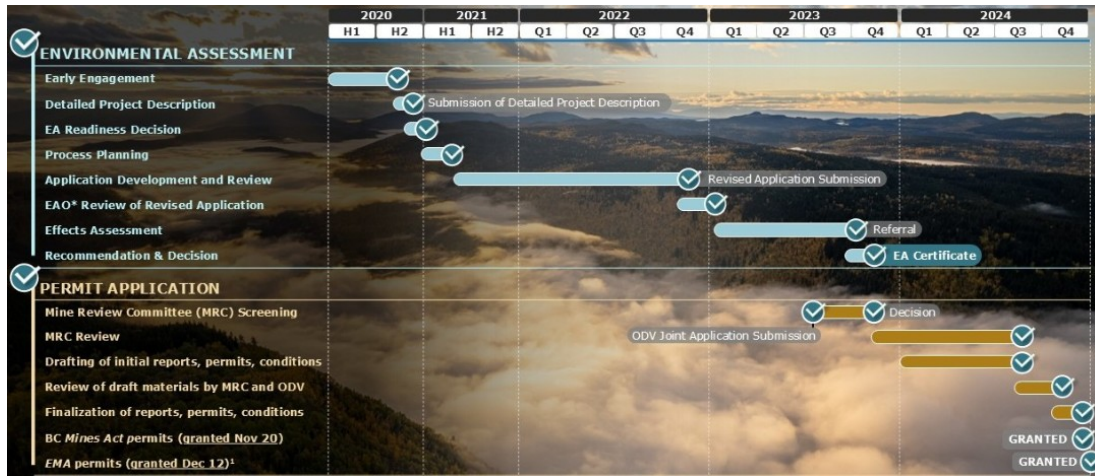 2020 2021 2022 2023 2024
H1 H2 H1 H2 Q1 Q2 Q3 Q4 Q1 Q2 Q3 Q4 Q1 Q2 Q3 Q4
ENVIRONMENTAL ASSESSMENT
Early Engagement
Detailed Project Description Submission of Detailed Project Description
EA Readiness Decision
Process Planning
Application Development and Review Revised Application Submission
EAO* Review of Revised Application
Effects Assessment Referral
Recommendation & Decision EA Certificate
PERMIT APPLICATION
Mine Review Committee (MRC) Screening Decision
MRC Review ODV Joint Application Submission
Drafting of initial reports, permits, conditions
Review of draft materials by MRC and ODV
Finalization of reports, permits, conditions
BC Mines Act permits (granted Nov 20) GRANTED
EMA permits (granted Dec 12)¹ GRANTED